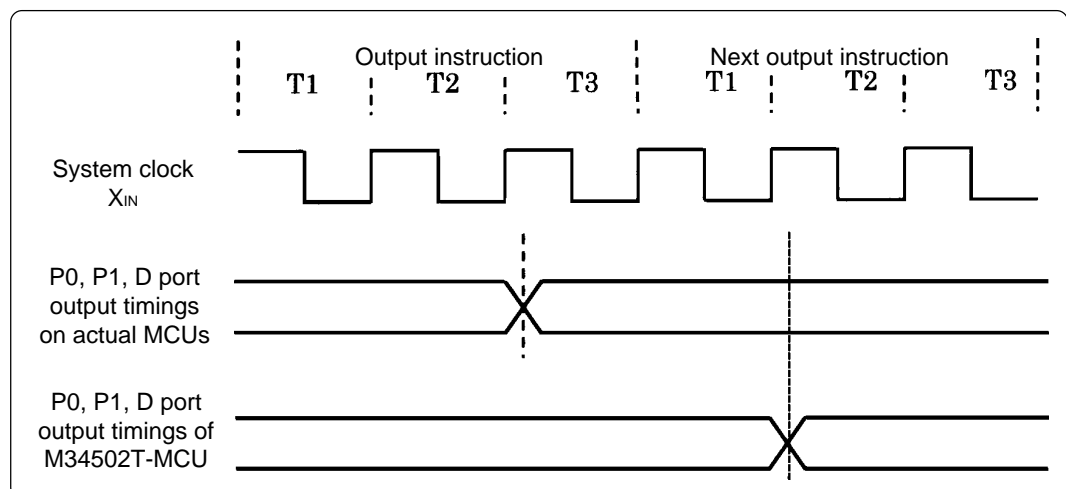 Output instruction
Next output instruction
T1 T2 T3 T1 T2 T3
System clock
XIN
P0, P1, D port
output timings
on actual MCUs
P0, P1, D port
output timings of
M34502T-MCU